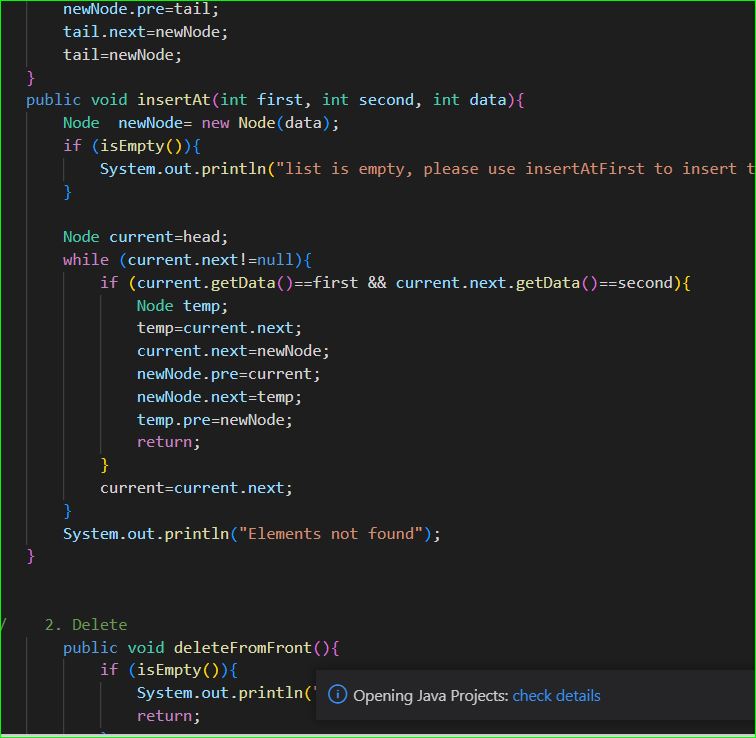 newNode.pre=tail;
tail.next=newNode;
tail=newNode;
}
public void insertAt(int first, int second, int data){
Node  newNode= new Node(data);
if (isEmpty()){
System.out.println("list is empty, please use insertAtFirst to insert t
}
Node current=head;
while (current.next!=null){
if (current.getData()==first && current.next.getData()==second){
Node temp;
temp=current.next;
current.next=newNode;
newNode.pre=current;
newNode.next=temp;
temp.pre=newNode;
return;
}
current=current.next;
}
System.out.println("Elements not found");
}
/    2. Delete
public void deleteFromFront(){
if (isEmpty()){
System.out.println("
Opening Java Projects: check details
return;